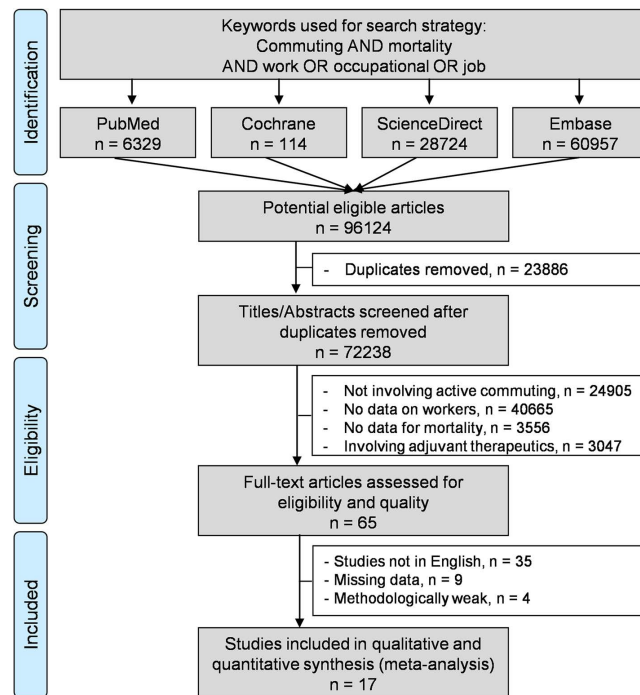 Identification
Keywords used for search strategy:
Commuting AND mortality
AND work OR occupational OR job
PubMed
n = 6329
Cochrane
n = 114
ScienceDirect
n = 28724
Embase
n = 60957
Screening
Potential eligible articles
n = 96124
- Duplicates removed, n = 23886
Titles/Abstracts screened after
duplicates removed
n = 72238
Eligibility
- Not involving active commuting, n = 24905
- No data on workers, n = 40665
- No data for mortality, n = 3556
- Involving adjuvant therapeutics, n = 3047
Full-text articles assessed for
eligibility and quality
n = 65
Included
- Studies not in English, n = 35
- Missing data, n = 9
- Methodologically weak, n = 4
Studies included in qualitative and
quantitative synthesis (meta-analysis)
n = 17